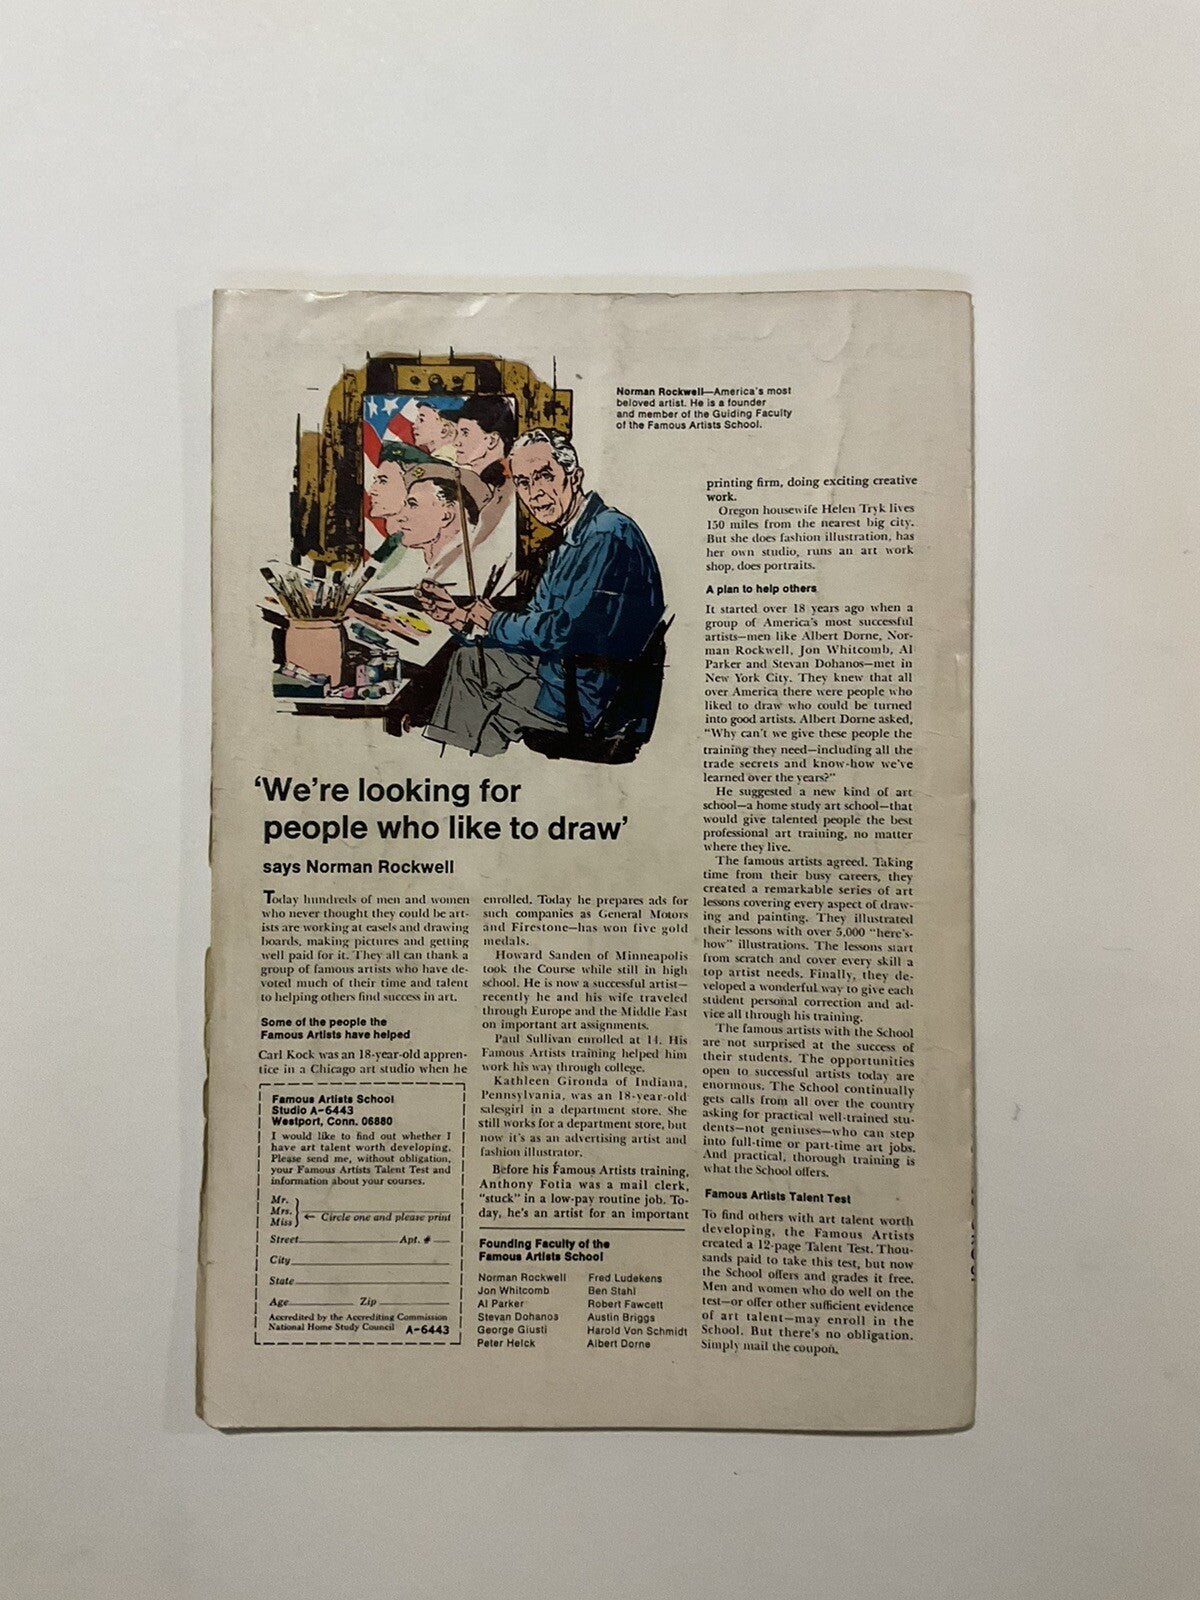 Norman Rockwell—America's most
beloved artist. He is a founder
and member of the Guiding Faculty
of the Famous Artists School.
'We're looking for
people who like to draw'
says Norman Rockwell
Today hundreds of men and women
who never thought they could be art-
ists are working at easels and drawing
boards, making pictures and getting
well paid for it. They all can thank a
group of famous artists who have de-
voted much of their time and talent
to helping others find success in art.
Some of the people the
Famous Artists have helped
Carl Kock was an 18-year-old appren-
tice in a Chicago art studio when he
enrolled. Today he prepares ads for
such companies as General Motors
and Firestone—has won five gold
medals.
Howard Sanden of Minneapolis
took the Course while still in high
school. He is now a successful artist—
recently he and his wife traveled
through Europe and the Middle East
on important art assignments.
Paul Sullivan enrolled at 14. His
Famous Artists training helped him
work his way through college.
Kathleen Gironda of Indiana,
Pennsylvania, was an 18-year-old
salesgirl in a department store. She
still works for a department store, but
now it's as an advertising artist and
fashion illustrator.
Before his Famous Artists training,
Anthony Fotia was a mail clerk,
"stuck" in a low-pay routine job. To-
day, he's an artist for an important
printing firm, doing exciting creative
work.
Oregon housewife Helen Tryk lives
150 miles from the nearest big city.
But she does fashion illustration, has
her own studio, runs an art work
shop, does portraits.
A plan to help others
It started over 18 years ago when a
group of America's most successful
artists—men like Albert Dorne, Nor-
man Rockwell, Jon Whitcomb, Al
Parker and Stevan Dohanos—met in
New York City. They knew that all
over America there were people who
liked to draw who could be turned
into good artists. Albert Dorne asked,
"Why can't we give these people the
training they need—including all the
trade secrets and know-how we've
learned over the years?"
He suggested a new kind of art
school—a home study art school—that
would give talented people the best
professional art training, no matter
where they live.
The famous artists agreed. Taking
time from their busy careers, they
created a remarkable series of art
lessons covering every aspect of draw-
ing and painting. They illustrated
their lessons with over 5,000 "here's-
how" illustrations. The lessons start
from scratch and cover every skill a
top artist needs. Finally, they de-
veloped a wonderful way to give each
student personal correction and ad-
vice all through his training.
The famous artists with the School
are not surprised at the success of
their students. The opportunities
open to successful artists today are
enormous. The School continually
gets calls from all over the country
asking for practical well-trained stu-
dents—not geniuses—who can step
into full-time or part-time art jobs.
And practical, thorough training is
what the School offers.
Famous Artists Talent Test
To find others with art talent worth
developing, the Famous Artists
created a 12-page Talent Test. Thou-
sands paid to take this test, but now
the School offers and grades it free.
Men and women who do well on the
test—or offer other sufficient evidence
of art talent—may enroll in the
School. But there's no obligation.
Simply mail the coupon.
Famous Artists School
Studio A-6443
Westport, Conn. 06880
I would like to find out whether I
have art talent worth developing.
Please send me, without obligation,
your Famous Artists Talent Test and
information about your courses.
Mr.
Mrs. ← Circle one and please print
Miss
Street Apt. #
City
State
Age Zip
Accredited by the Accrediting Commission
National Home Study Council A-6443
Founding Faculty of the
Famous Artists School
Norman Rockwell
Jon Whitcomb
Al Parker
Stevan Dohanos
George Giusti
Peter Helck
Fred Ludekens
Ben Stahl
Robert Fawcett
Austin Briggs
Harold Von Schmidt
Albert Dorne